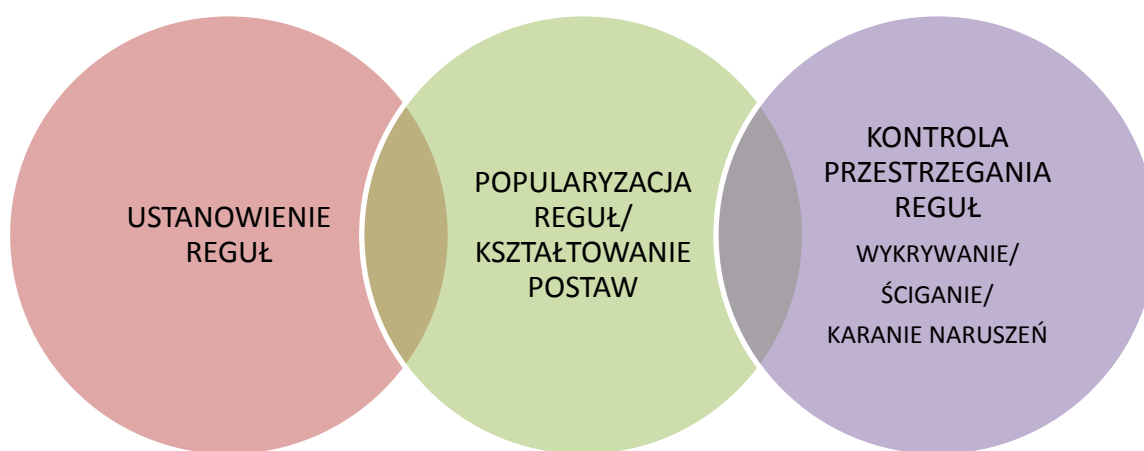 USTANOWIENIE
REGUŁ
POPULARYZACJA
REGUŁ/
KSZTAŁTOWANIE
POSTAW
KONTROLA
PRZESTRZEGANIA
REGUŁ
WYKRYWANIE/
ŚCIGANIE/
KARANIE NARUSZEŃ